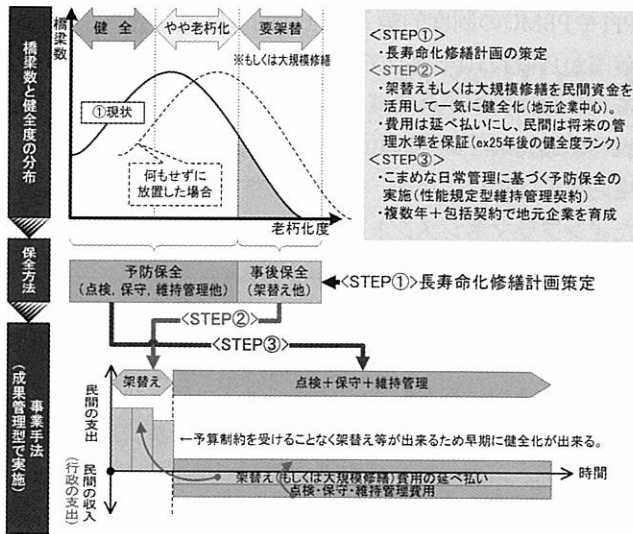 橋梁数と健全度の分布
橋梁数
健 全
やや老朽化
要架替
※もしくは大規模修繕
①現状
何もせずに
放置した場合
老朽化度
<STEP①>
・長寿命化修繕計画の策定
<STEP②>
・架替えもしくは大規模修繕を民間資金を
活用して一気に健全化(地元企業中心)。
・費用は延べ払いにし、民間は将来の管
理水準を保証(ex25年後の健全度ランク)
<STEP③>
・こまめな日常管理に基づく予防保全の
実施(性能規定型維持管理契約)
・複数年+包括契約で地元企業を育成
保全方法
予防保全
(点検, 保守, 維持管理他)
事後保全
(架替え他)
<STEP①>長寿命化修繕計画策定
<STEP②>
<STEP③>
事業手法
(成果管理型で実施)
架替え
点検+保守+維持管理
民間の支出
←予算制約を受けることなく架替え等が出来るため早期に健全化が出来る。
時間
民間の収入
(行政の支出)
架替え(もしくは大規模修繕)費用の延べ払い
点検・保守・維持管理費用